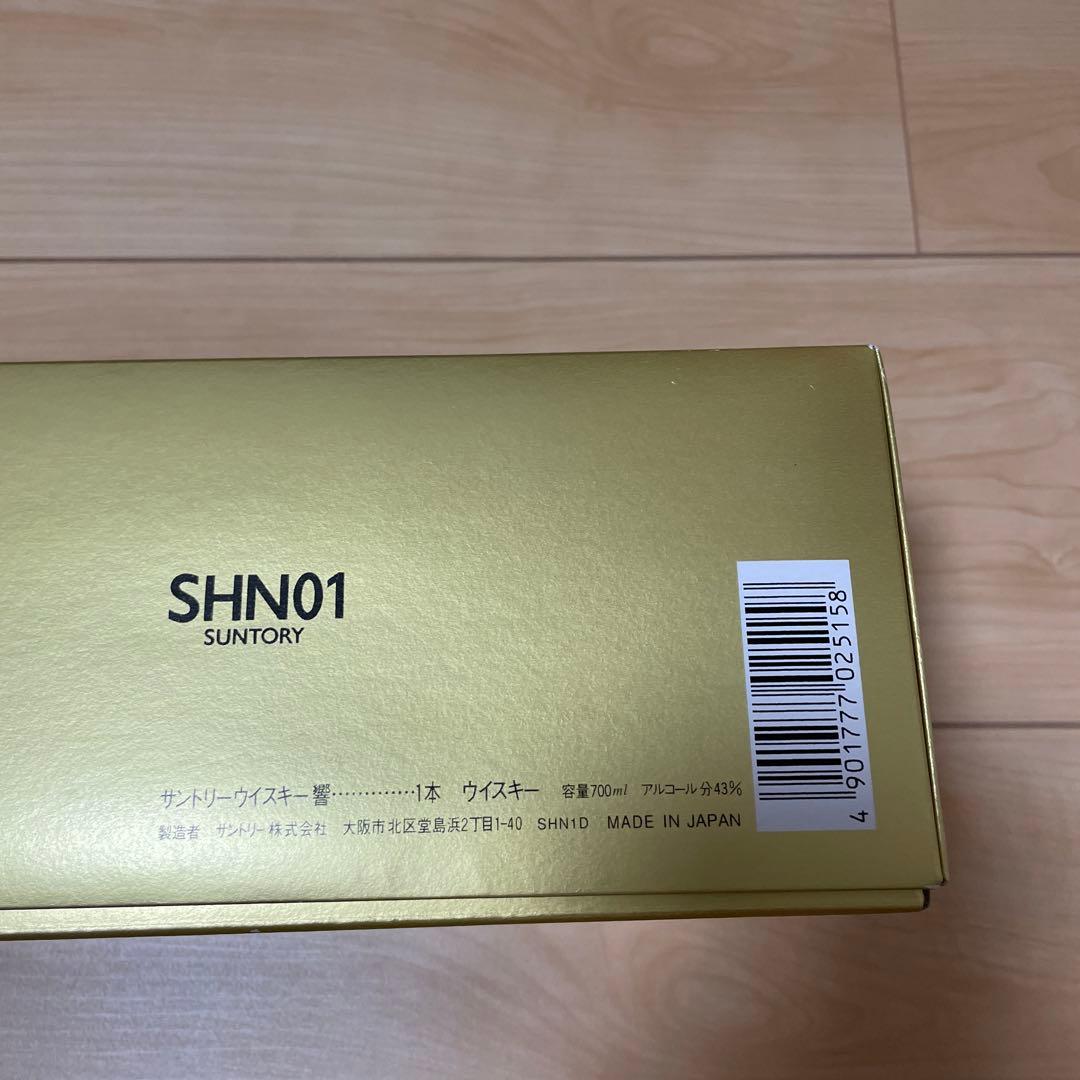 SHN01
SUNTORY
サントリーウイスキー 響‥‥‥‥‥‥1本 ウイスキー 容量700ml アルコール分43%
製造者 サントリー株式会社 大阪市北区堂島浜2丁目1-40 SHN1D MADE IN JAPAN
4 901777 025158